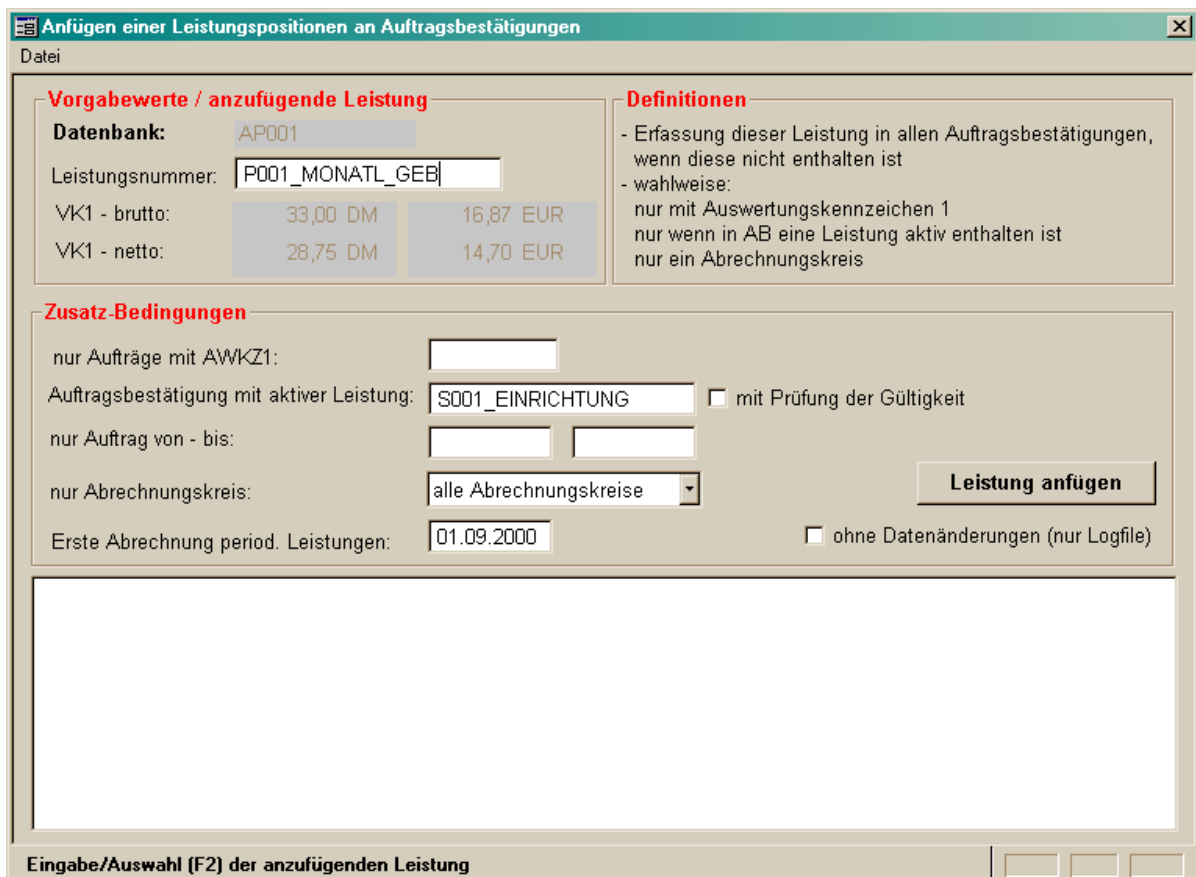 Anfügen einer Leistungspositionen an Auftragsbestätigungen
Datei
Vorgabewerte / anzufügende Leistung
Datenbank: AP001
Leistungsnummer: P001_MONATL_GEB
VK1 - brutto: 33,00 DM 16,87 EUR
VK1 - netto: 28,75 DM 14,70 EUR
Definitionen
- Erfassung dieser Leistung in allen Auftragsbestätigungen,
wenn diese nicht enthalten ist
- wahlweise:
nur mit Auswertungskennzeichen 1
nur wenn in AB eine Leistung aktiv enthalten ist
nur ein Abrechnungskreis
Zusatz-Bedingungen
nur Aufträge mit AWKZ1:
Auftragsbestätigung mit aktiver Leistung: S001_EINRICHTUNG mit Prüfung der Gültigkeit
nur Auftrag von - bis:
nur Abrechnungskreis: alle Abrechnungskreise Leistung anfügen
Erste Abrechnung period. Leistungen: 01.09.2000 ohne Datenänderungen (nur Logfile)
Eingabe/Auswahl (F2) der anzufügenden Leistung